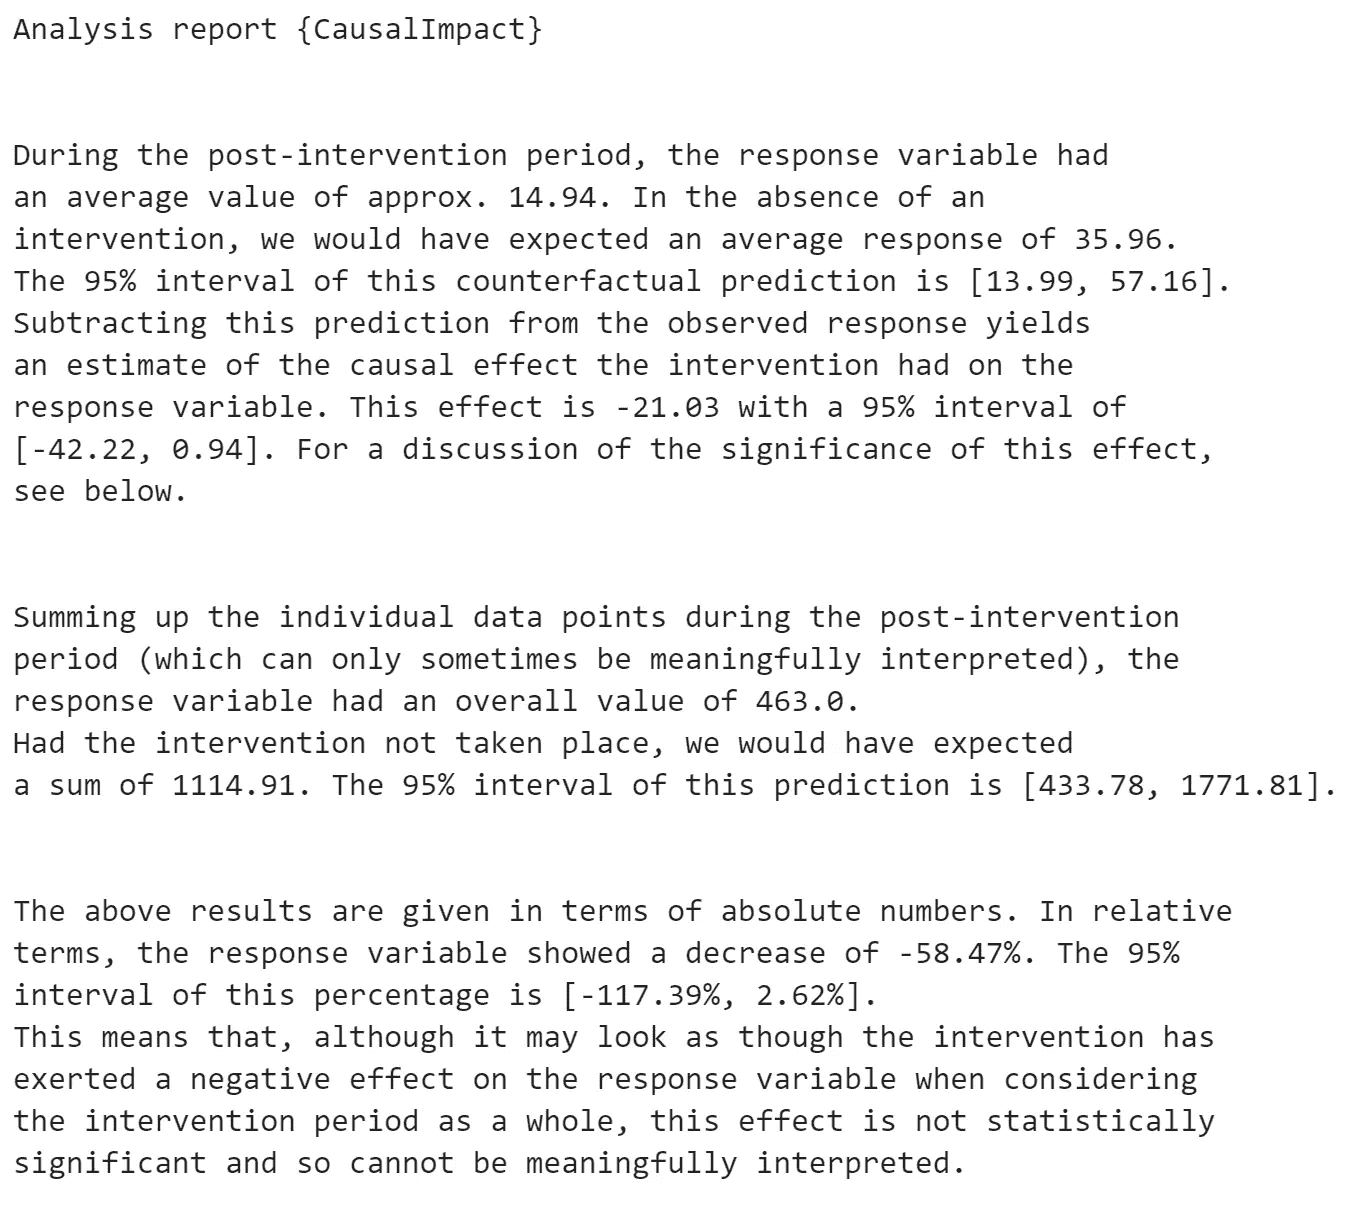 Analysis report {CausalImpact}
During the post-intervention period, the response variable had
an average value of approx. 14.94. In the absence of an
intervention, we would have expected an average response of 35.96.
The 95% interval of this counterfactual prediction is [13.99, 57.16].
Subtracting this prediction from the observed response yields
an estimate of the causal effect the intervention had on the
response variable. This effect is -21.03 with a 95% interval of
[-42.22, 0.94]. For a discussion of the significance of this effect,
see below.
Summing up the individual data points during the post-intervention
period (which can only sometimes be meaningfully interpreted), the
response variable had an overall value of 463.0.
Had the intervention not taken place, we would have expected
a sum of 1114.91. The 95% interval of this prediction is [433.78, 1771.81].
The above results are given in terms of absolute numbers. In relative
terms, the response variable showed a decrease of -58.47%. The 95%
interval of this percentage is [-117.39%, 2.62%].
This means that, although it may look as though the intervention has
exerted a negative effect on the response variable when considering
the intervention period as a whole, this effect is not statistically
significant and so cannot be meaningfully interpreted.